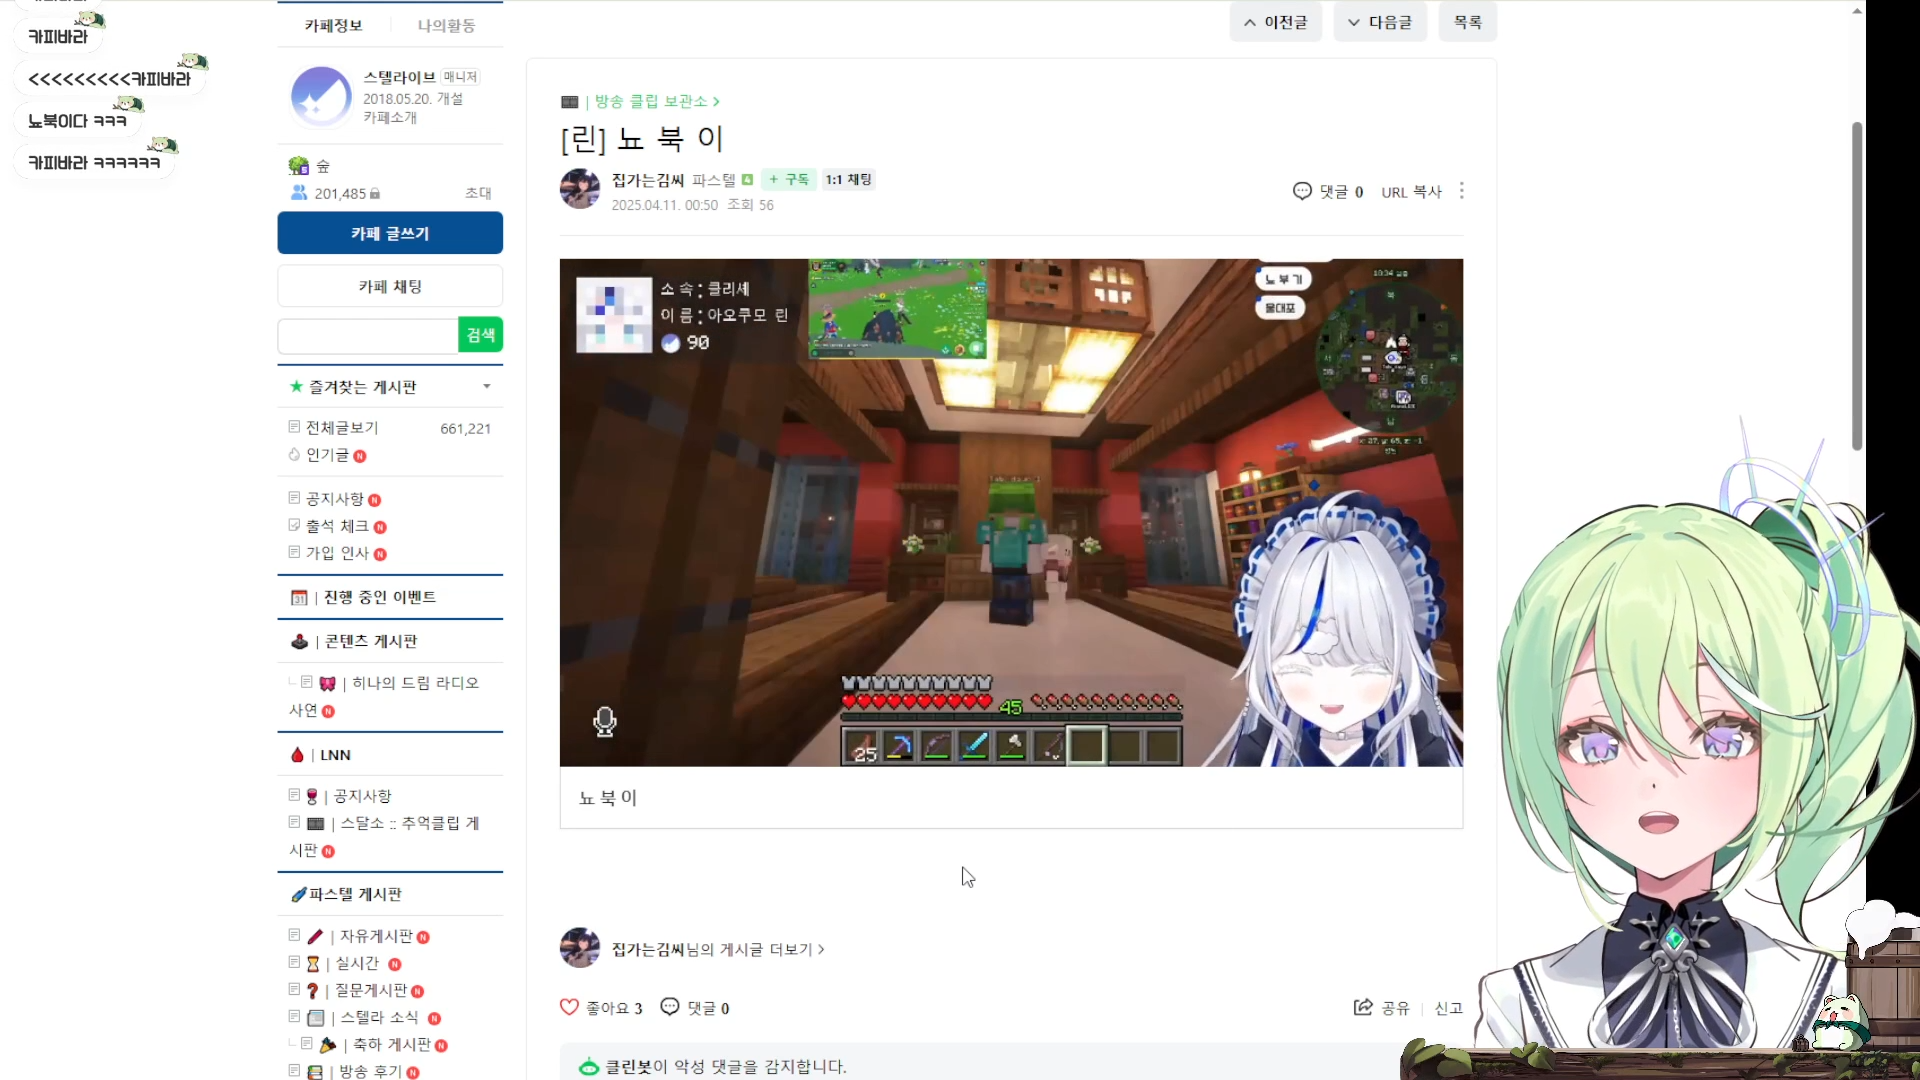 카피바라
<<<<<<<<<카피바라
뇨북이다 ㅋㅋㅋ
카피바라 ㅋㅋㅋㅋㅋㅋ
카페정보
나의활동
스텔라이브 매니저
2018.05.20. 개설
카페소개
숲
201,485
초대
카페 글쓰기
카페 채팅
검색
즐겨찾는 게시판
전체글보기 661,221
인기글 N
공지사항 N
출석 체크 N
가입 인사 N
| 진행 중인 이벤트
| 콘텐츠 게시판
| 히나의 드림 라디오
사연 N
| LNN
| 공지사항
| 스달소 :: 추억클립 게
시판 N
파스텔 게시판
| 자유게시판 N
| 실시간 N
| 질문게시판 N
| 스텔라 소식 N
| 축하 게시판 N
| 방송 후기 N
이전글
다음글
목록
| 방송 클립 보관소 >
[린] 뇨 북 이
집가는김씨 파스텔 4 + 구독 1:1 채팅
2025.04.11. 00:50 조회 56
댓글 0 URL 복사
소 속 : 클리셰
이 름 : 아오쿠모 린
90
뇨 부 기
물대포
45
25
뇨 북 이
집가는김씨님의 게시글 더보기 >
좋아요 3 댓글 0
공유 | 신고
클린봇이 악성 댓글을 감지합니다.